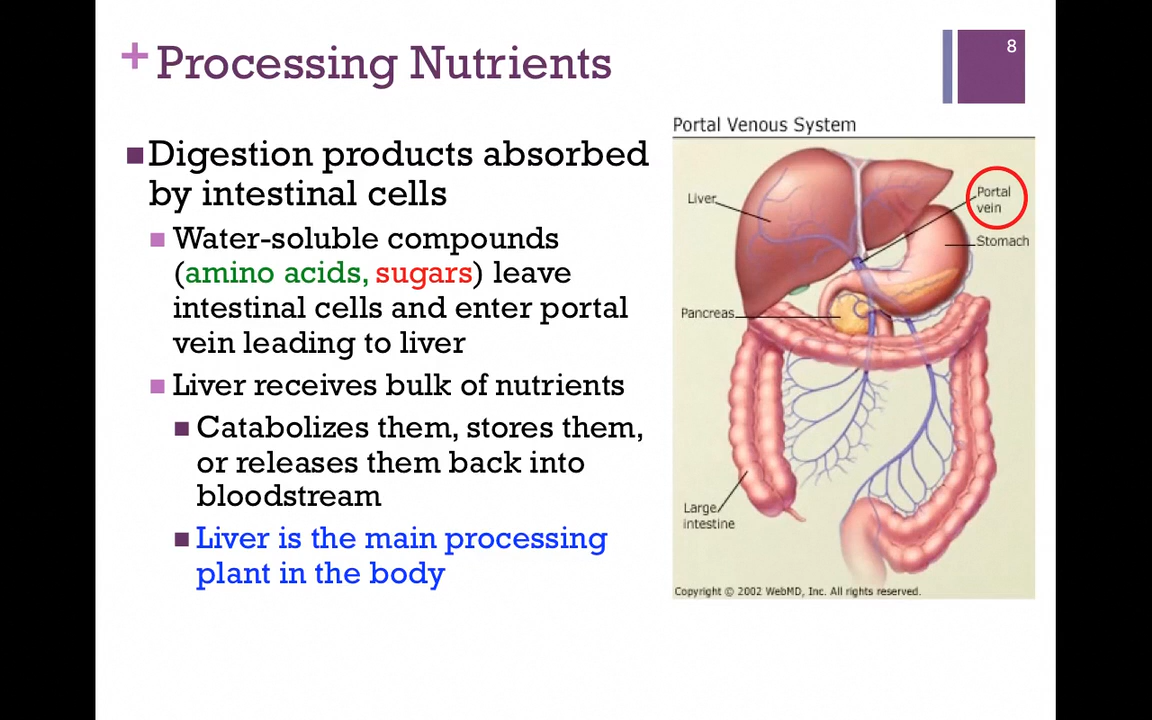 + Processing Nutrients
8
■ Digestion products absorbed
by intestinal cells
■ Water-soluble compounds
(amino acids, sugars) leave
intestinal cells and enter portal
vein leading to liver
■ Liver receives bulk of nutrients
■ Catabolizes them, stores them,
or releases them back into
bloodstream
■ Liver is the main processing
plant in the body
Portal Venous System
Liver
Portal
vein
Stomach
Pancreas
Large
intestine
Copyright © 2002 WebMD, Inc. All rights reserved.